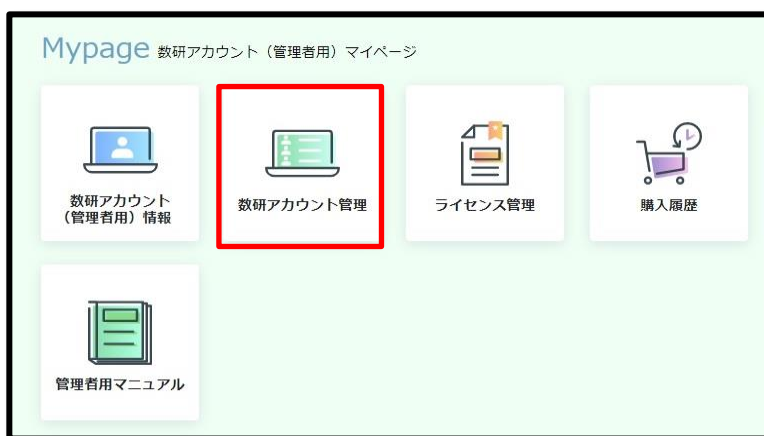 Mypage 数研アカウント（管理者用）マイページ
数研アカウント
（管理者用）情報
数研アカウント管理
ライセンス管理
購入履歴
管理者用マニュアル